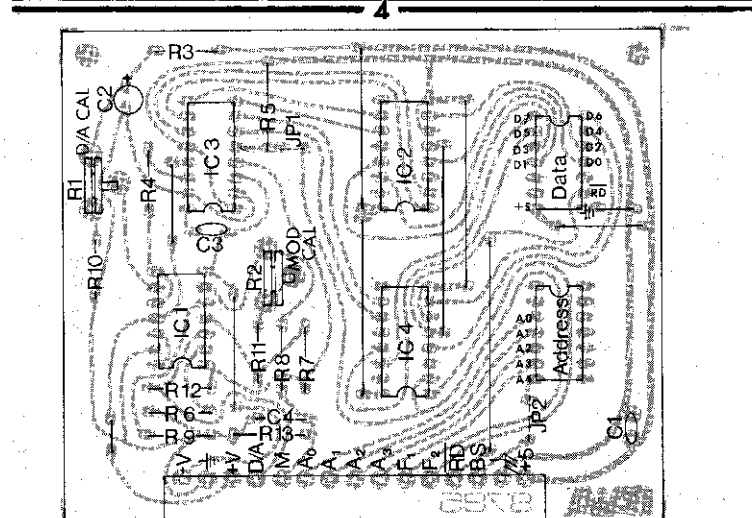 4
R3
C2
D/A CAL
R1
R4
IC3
C3
R5
JP1
IC2
D7 D6
D5 D4
D3 D2
D1 D0
Data
RD
+5
R10
IC1
R2
MOD
CAL
R11
R8
R7
IC4
A0
A1
A2
A3
A4
Address
R12
R6
C4
R9
R13
JP2
C1
-V
+V
D/A
M
A0
A1
A2
A3
F1
F2
RD
BS
+5